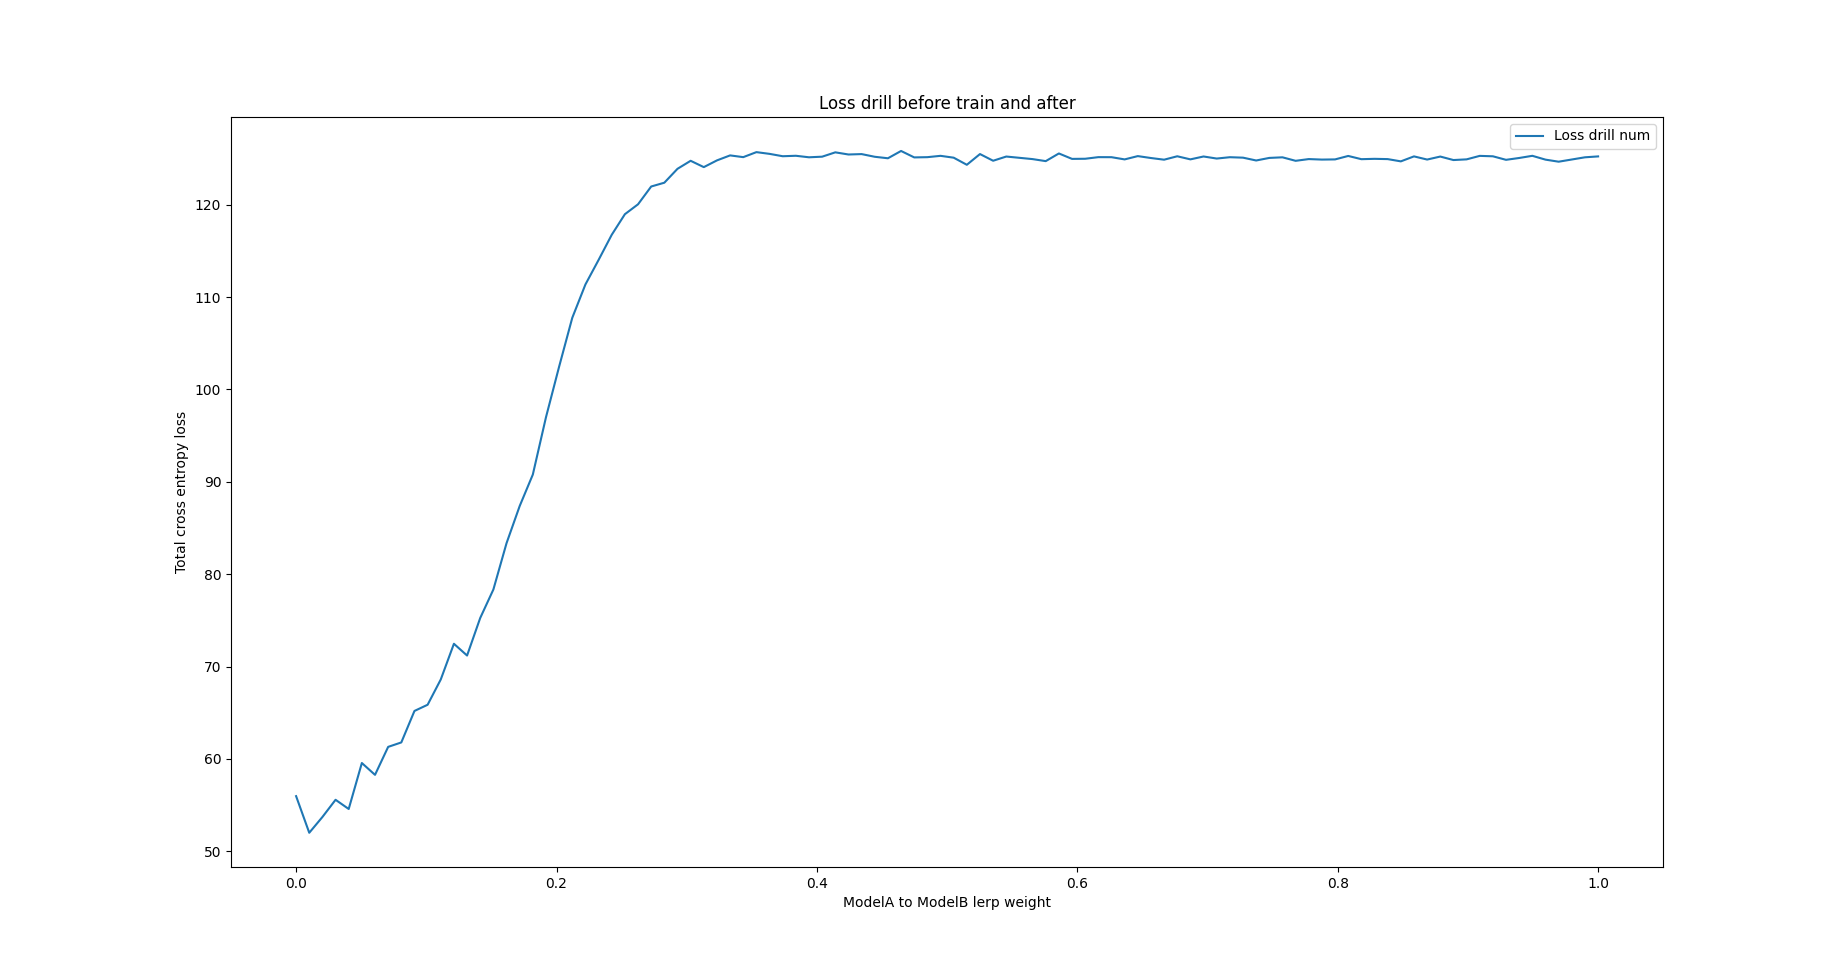 Loss drill before train and after
Loss drill num
Total cross entropy loss
120
110
100
90
80
70
60
50
0.0 0.2 0.4 0.6 0.8 1.0
ModelA to ModelB lerp weight